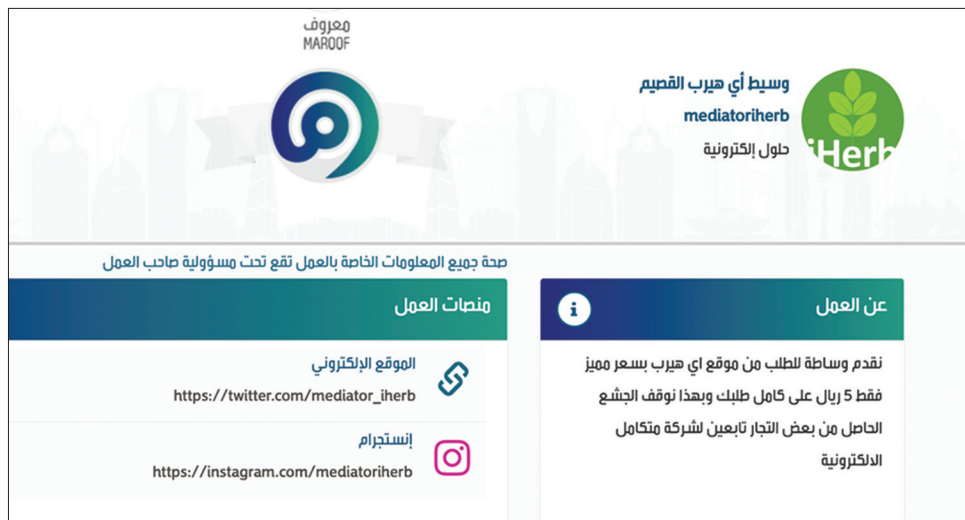 معروف
MAROOF
وسيط أي هيرب القصيم
mediatoriherb
حلول إلكترونية
iHerb
صحة جميع المعلومات الخاصة بالعمل تقع تحت مسؤولية صاحب العمل
عن العمل
نقدم وساطة للطلب من موقع اي هيرب بسعر مميز
فقط 5 ريال على كامل طلبك وبهذا نوقف الجشع
الحاصل من بعض التجار تابعين لشركة متكامل
الالكترونية
منصات العمل
الموقع الإلكتروني
https://twitter.com/mediator_iherb
إنستجرام
https://instagram.com/mediatoriherb